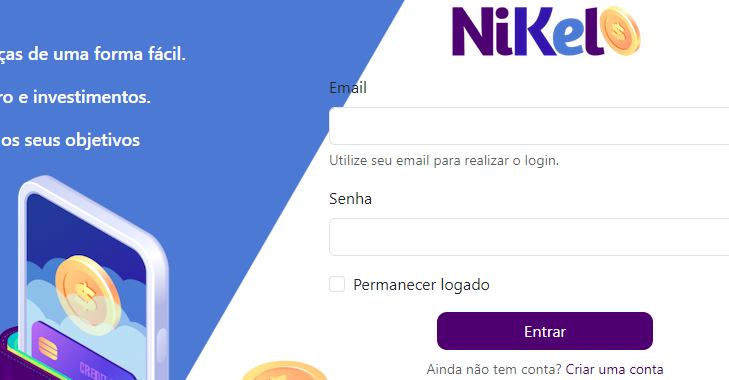 ças de uma forma fácil.
ro e investimentos.
os seus objetivos
NiKel
Email
Utilize seu email para realizar o login.
Senha
Permanecer logado
Entrar
Ainda não tem conta? Criar uma conta
CREDIT